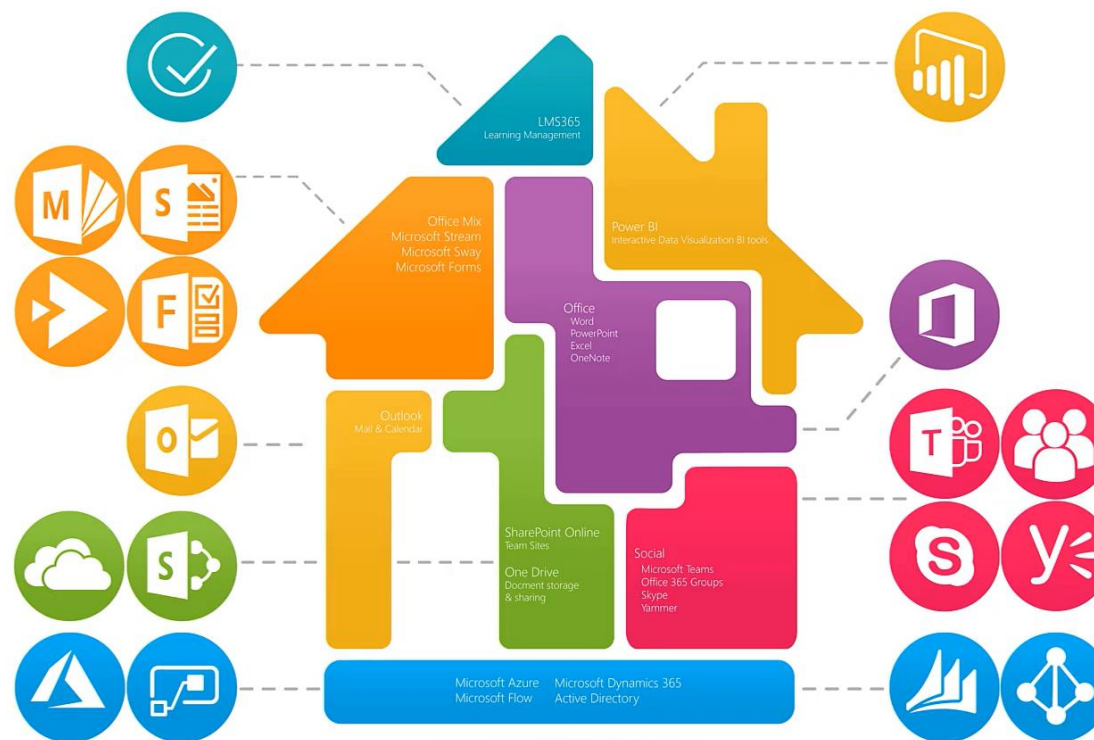 LMS365
Learning Management
Office Mix
Microsoft Stream
Microsoft Sway
Microsoft Forms
Power BI
Interactive Data Visualization BI tools
Office
Word
PowerPoint
Excel
OneNote
Outlook
Mail & Calendar
SharePoint Online
Team Sites
One Drive
Docment storage
& sharing
Social
Microsoft Teams
Office 365 Groups
Skype
Yammer
Microsoft Azure
Microsoft Flow
Microsoft Dynamics 365
Active Directory
M
S
F
O
S
T
S
y